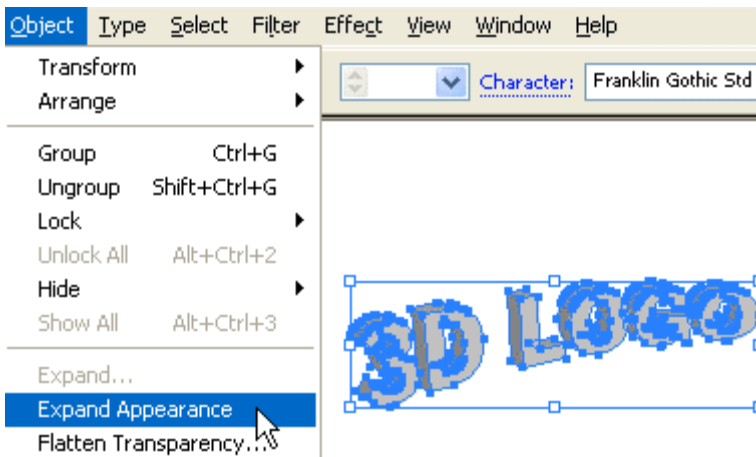 Object Type Select Filter Effect View Window Help
Transform
Character: Franklin Gothic Std
Arrange
Group Ctrl+G
Ungroup Shift+Ctrl+G
Lock
Unlock All Alt+Ctrl+2
Hide
Show All Alt+Ctrl+3
3D LOGO
Expand...
Expand Appearance
Flatten Transparency...